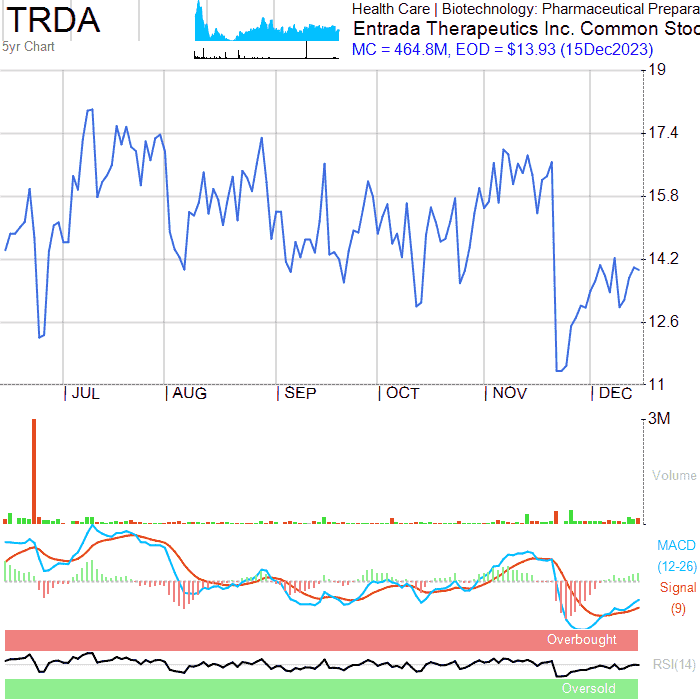 TRDA
5yr Chart
Health Care | Biotechnology: Pharmaceutical Prepara
Entrada Therapeutics Inc. Common Stoc
MC = 464.8M, EOD = $13.93 (15Dec2023)
19
17.4
15.8
14.2
12.6
11
JUL AUG SEP OCT NOV DEC
3M
Volume
MACD
(12-26)
Signal
(9)
Overbought
RSI(14)
Oversold